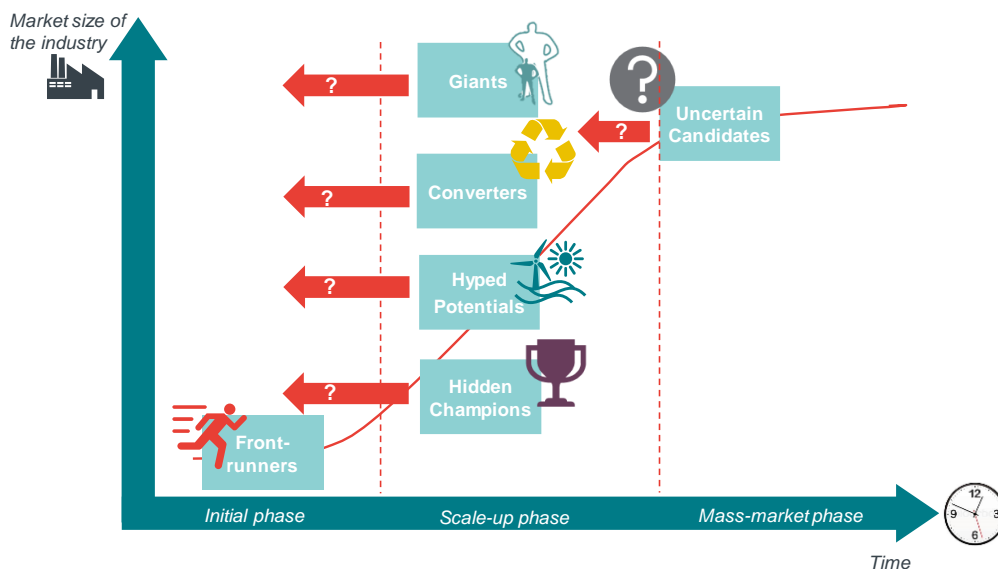 Market size of
the industry
Giants
?
?
Uncertain
Candidates
?
Converters
?
Hyped
Potentials
?
Hidden
Champions
?
Front-
runners
Initial phase
Scale-up phase
Mass-market phase
12
9
3
6
Time